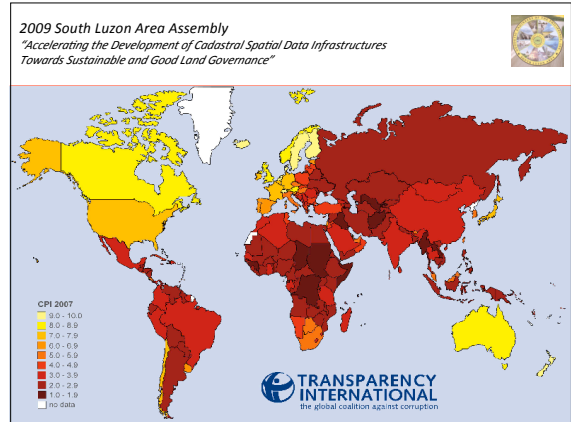 2009 South Luzon Area Assembly
“Accelerating the Development of Cadastral Spatial Data Infrastructures
Towards Sustainable and Good Land Governance”
CPI 2007
9.0 - 10.0
8.0 - 8.9
7.0 - 7.9
6.0 - 6.9
5.0 - 5.9
4.0 - 4.9
3.0 - 3.9
2.0 - 2.9
1.0 - 1.9
no data
TRANSPARENCY
INTERNATIONAL
the global coalition against corruption